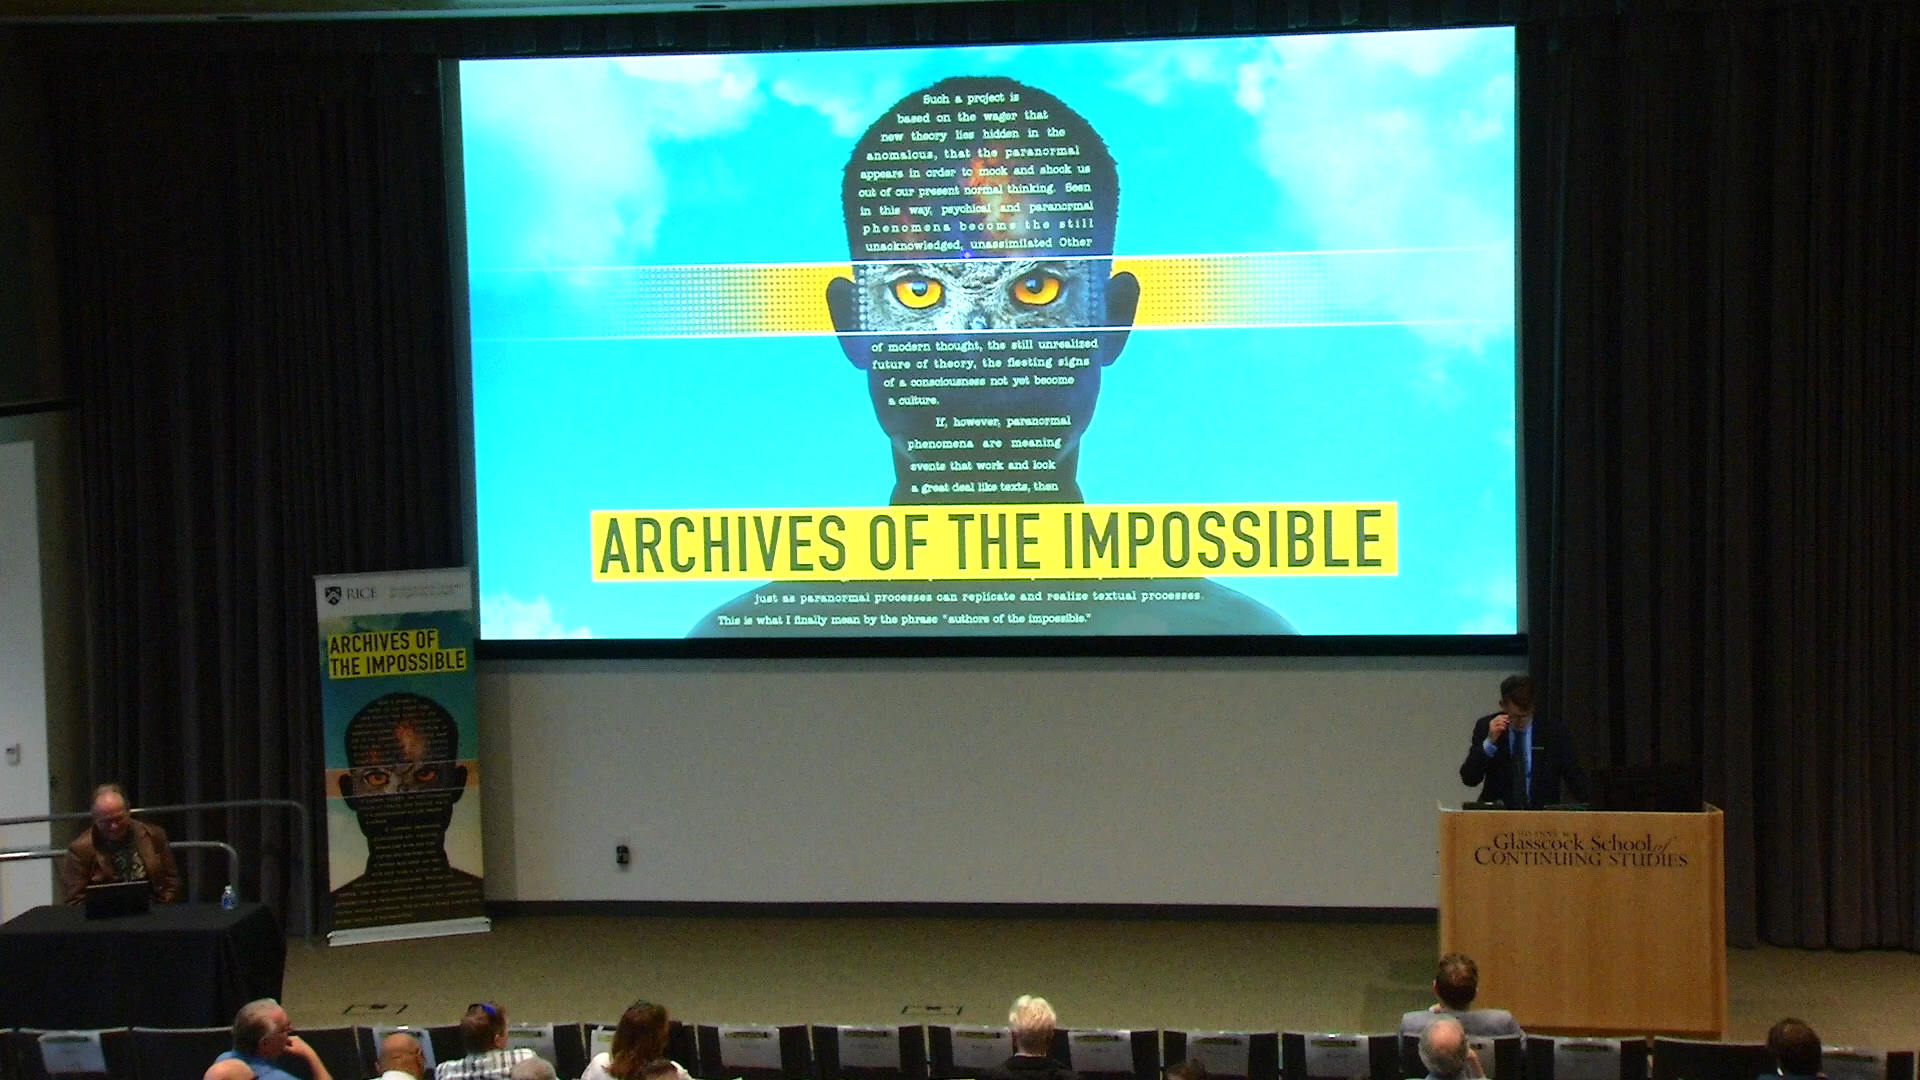 Such a project is
based on the wager that
new theory lies hidden in the
anomalous, that the paranormal
appears in order to mock and shock us
out of our present normal thinking. Seen
in this way, psychical and paranormal
phenomena become the still
unacknowledged, unassimilated Other
of modern thought, the still unrealized
future of theory, the fleeting signs
of a consciousness not yet become
a culture.
If, however, paranormal
phenomena are meaning
events that work and look
a great deal like texts, then
ARCHIVES OF THE IMPOSSIBLE
just as paranormal processes can replicate and realize textual processes.
This is what I finally mean by the phrase "authors of the impossible."
RICE
ARCHIVES OF
THE IMPOSSIBLE
Glasscock School of
CONTINUING STUDIES